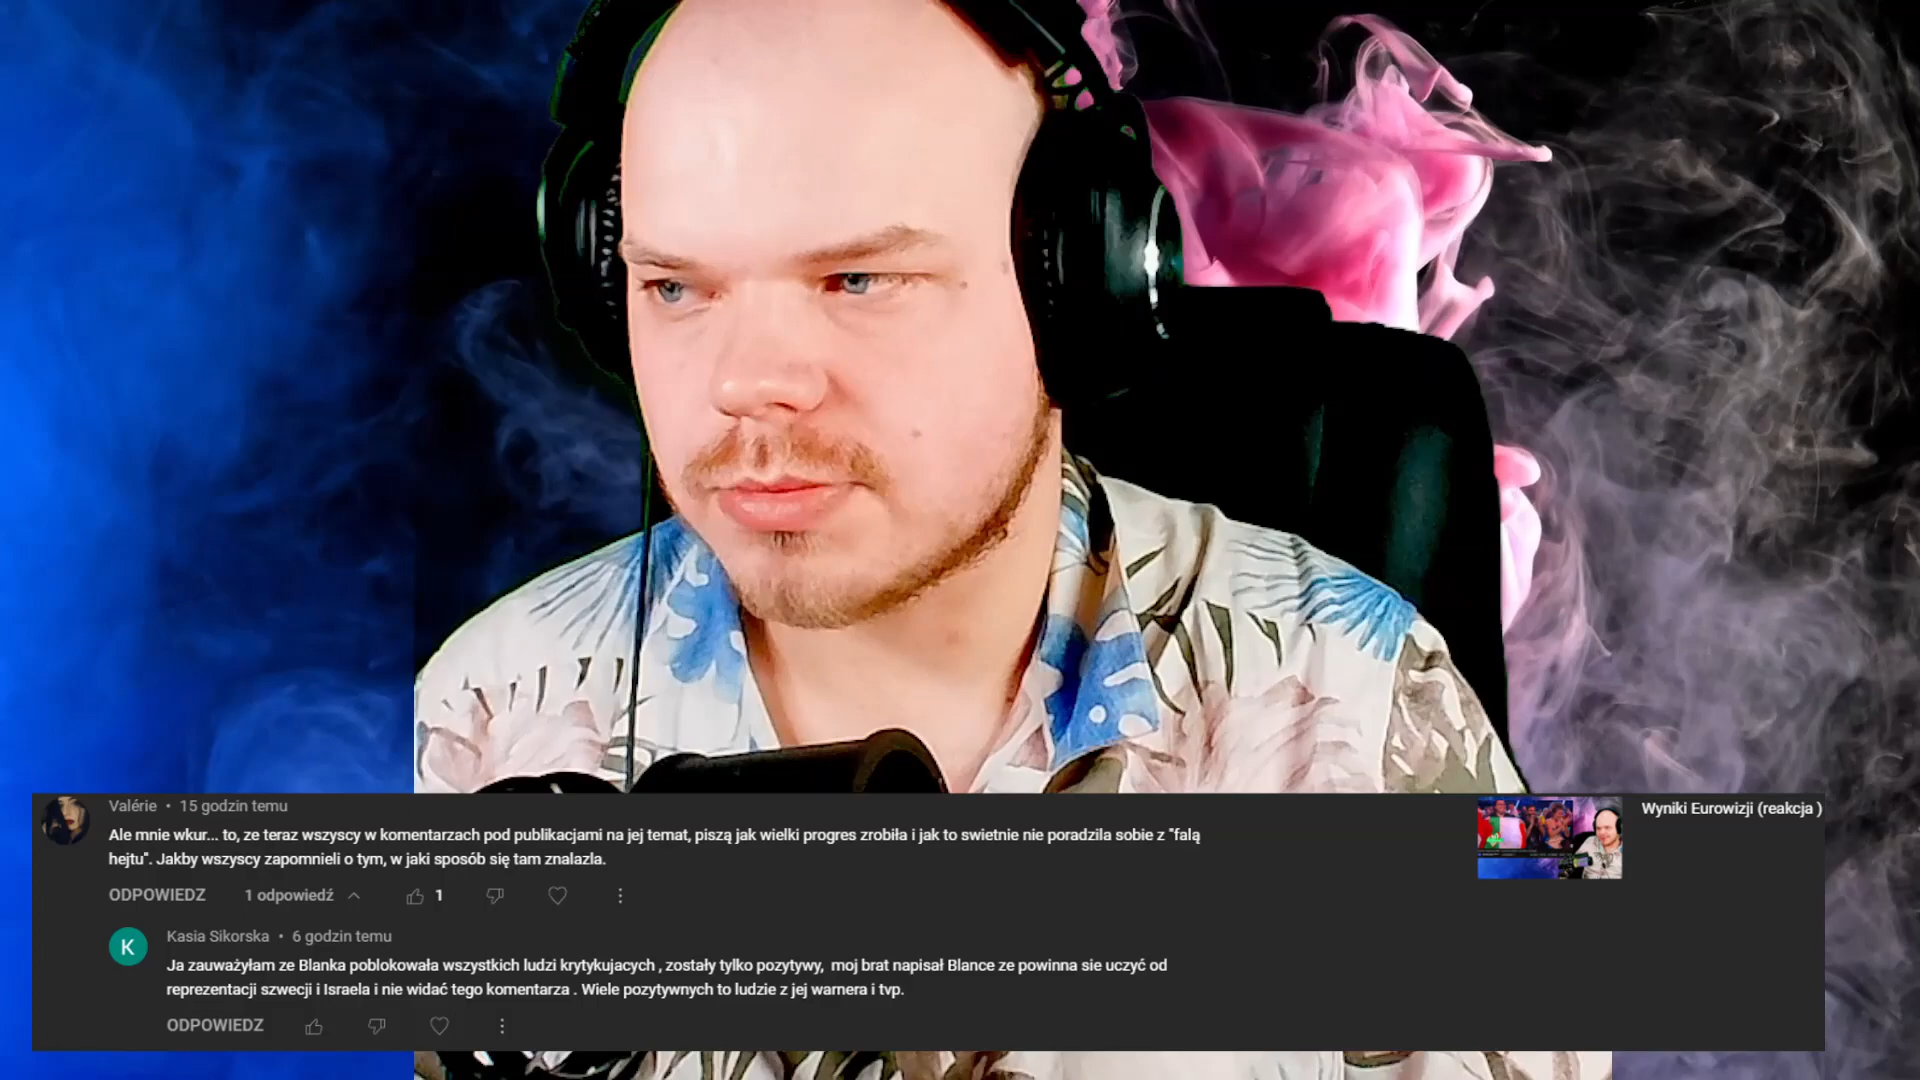 Valérie • 15 godzin temu
Ale mnie wkur... to, ze teraz wszyscy w komentarzach pod publikacjami na jej temat, piszą jak wielki progres zrobiła i jak to swietnie nie poradzila sobie z "falą
hejtu". Jakby wszyscy zapomnieli o tym, w jaki sposób się tam znalazla.
ODPOWIEDZ 1 odpowiedź 1
K
Kasia Sikorska • 6 godzin temu
Ja zauważyłam ze Blanka poblokowała wszystkich ludzi krytykujacych , zostały tylko pozytywy, moj brat napisał Blance ze powinna sie uczyć od
reprezentacji szwecji i Israela i nie widać tego komentarza . Wiele pozytywnych to ludzie z jej warnera i tvp.
ODPOWIEDZ
Wyniki Eurowizji (reakcja )